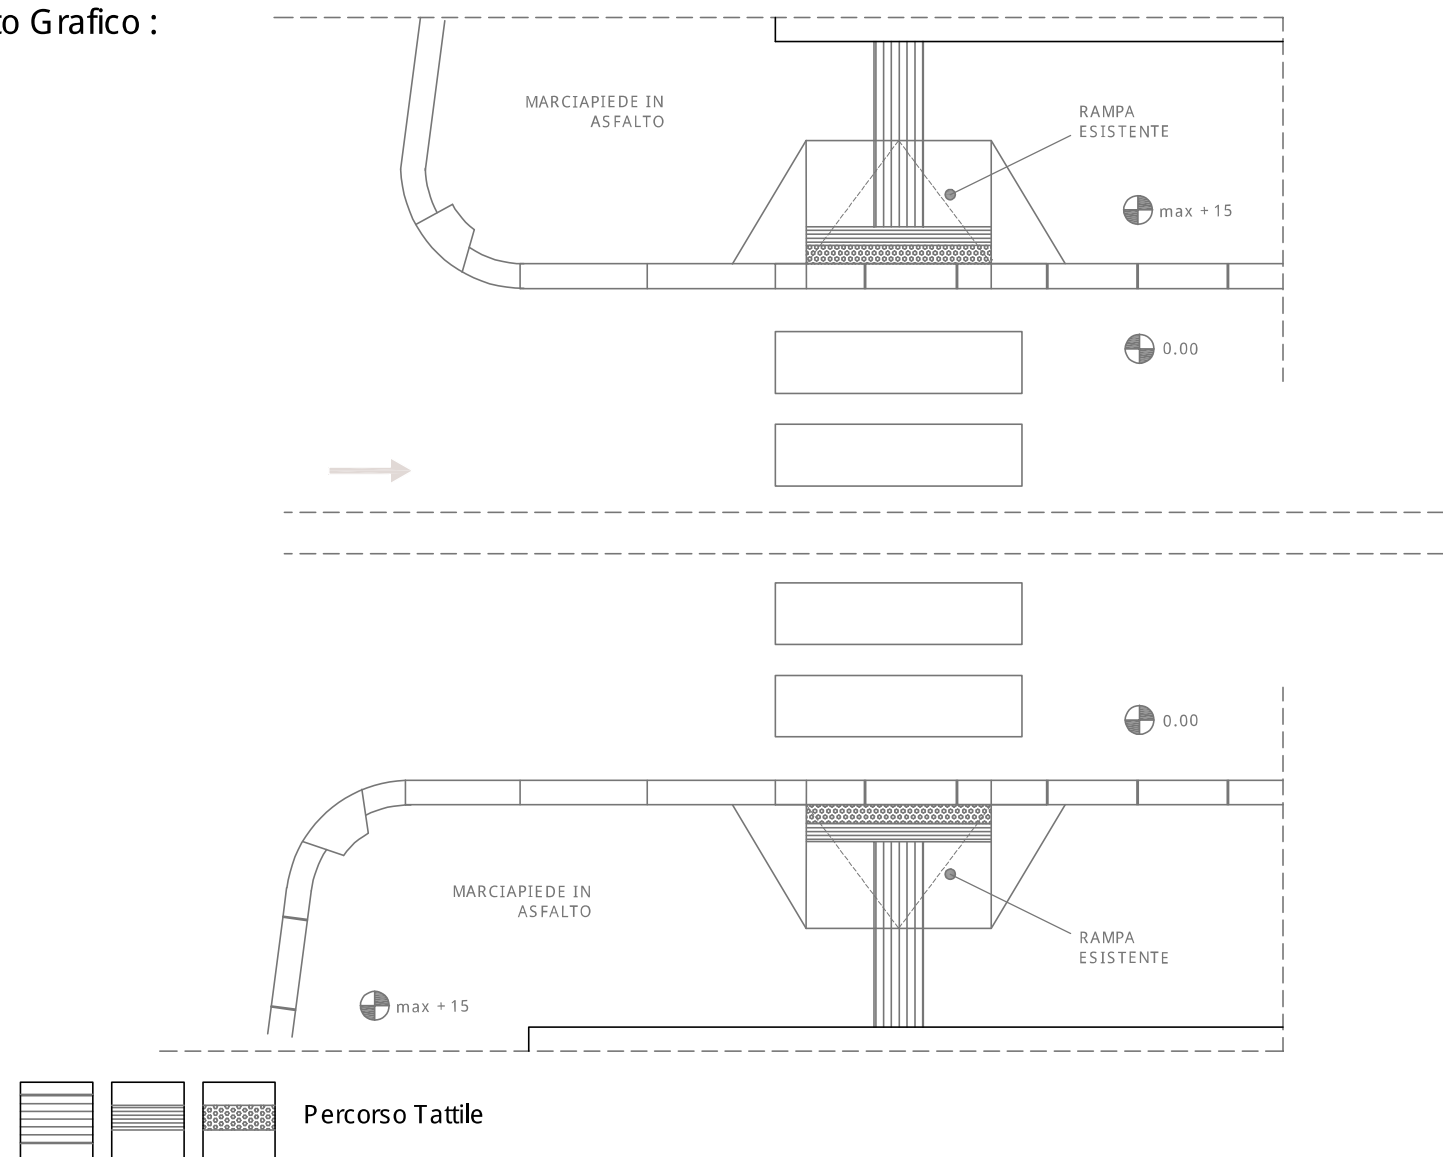 to Grafico :
MARCIAPIEDE IN
ASFALTO
RAMPA
ESISTENTE
max +15
0.00
0.00
MARCIAPIEDE IN
ASFALTO
RAMPA
ESISTENTE
max +15
Percorso Tattile